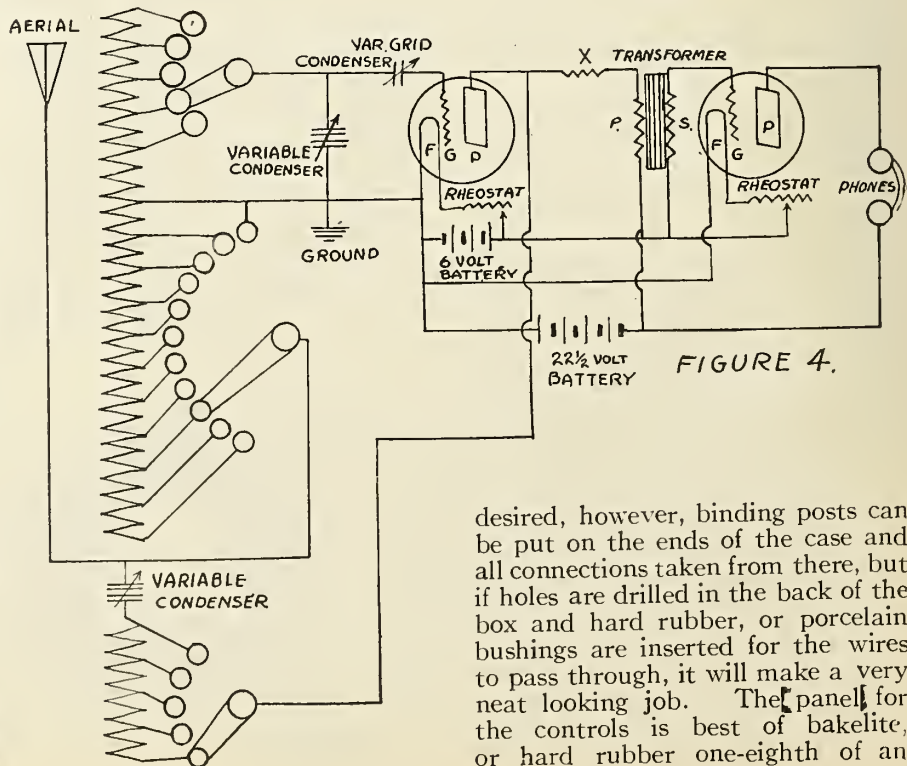 AERIAL
VAR. GRID
CONDENSER
X TRANSFORMER
VARIABLE
CONDENSER
F G P
P. S.
F G P
RHEOSTAT
RHEOSTAT
PHONES
GROUND
6 VOLT
BATTERY
22½ VOLT
BATTERY
FIGURE 4.
VARIABLE
CONDENSER
desired, however, binding posts can
be put on the ends of the case and
all connections taken from there, but
if holes are drilled in the back of the
box and hard rubber, or porcelain
bushings are inserted for the wires
to pass through, it will make a very
neat looking job. The panel for
the controls is best of bakelite,
or hard rubber one-eighth of an